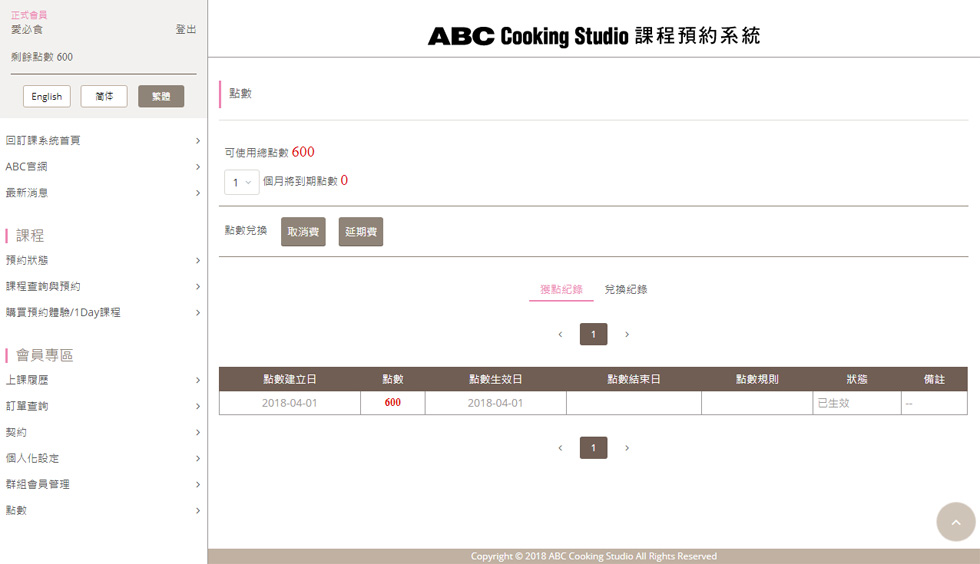 正式會員
愛必食 登出
剩餘點數 600
English 简体 繁體
回訂課系統首頁
ABC官網
最新消息
課程
預約狀態
課程查詢與預約
購買預約體驗/1Day課程
會員專區
上課履歷
訂單查詢
契約
個人化設定
群組會員管理
點數
ABC Cooking Studio 課程預約系統
點數
可使用總點數 600
1 個月將到期點數 0
點數兌換 取消費 延期費
獲點紀錄 兌換紀錄
‹ 1 ›
點數建立日 點數 點數生效日 點數結束日 點數規則 狀態 備註
2018-04-01 600 2018-04-01 已生效 --
‹ 1 ›
Copyright © 2018 ABC Cooking Studio All Rights Reserved